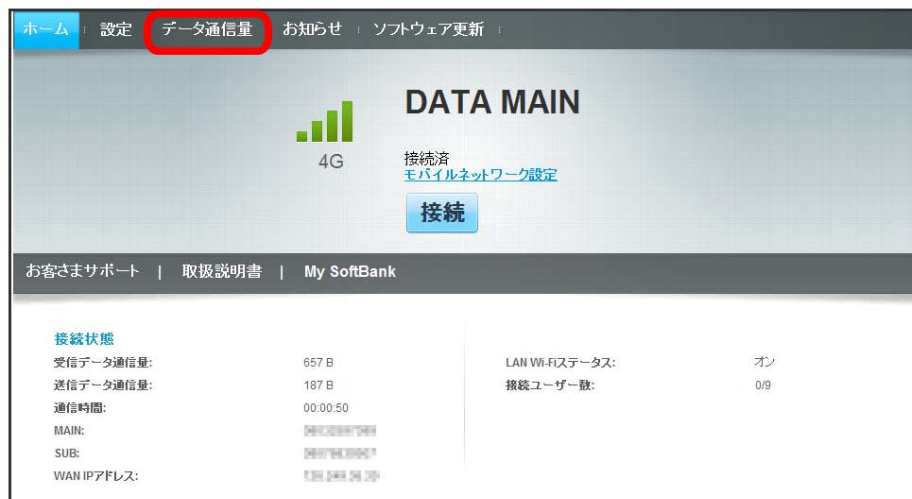 ホーム 設定 データ通信量 お知らせ ソフトウェア更新
DATA MAIN
4G
接続済
モバイルネットワーク設定
接続
お客さまサポート | 取扱説明書 | My SoftBank
接続状態
受信データ通信量: 657 B
送信データ通信量: 187 B
通信時間: 00:00:50
MAIN:
SUB:
WAN IPアドレス:
LAN Wi-Fiステータス: オン
接続ユーザー数: 0/9